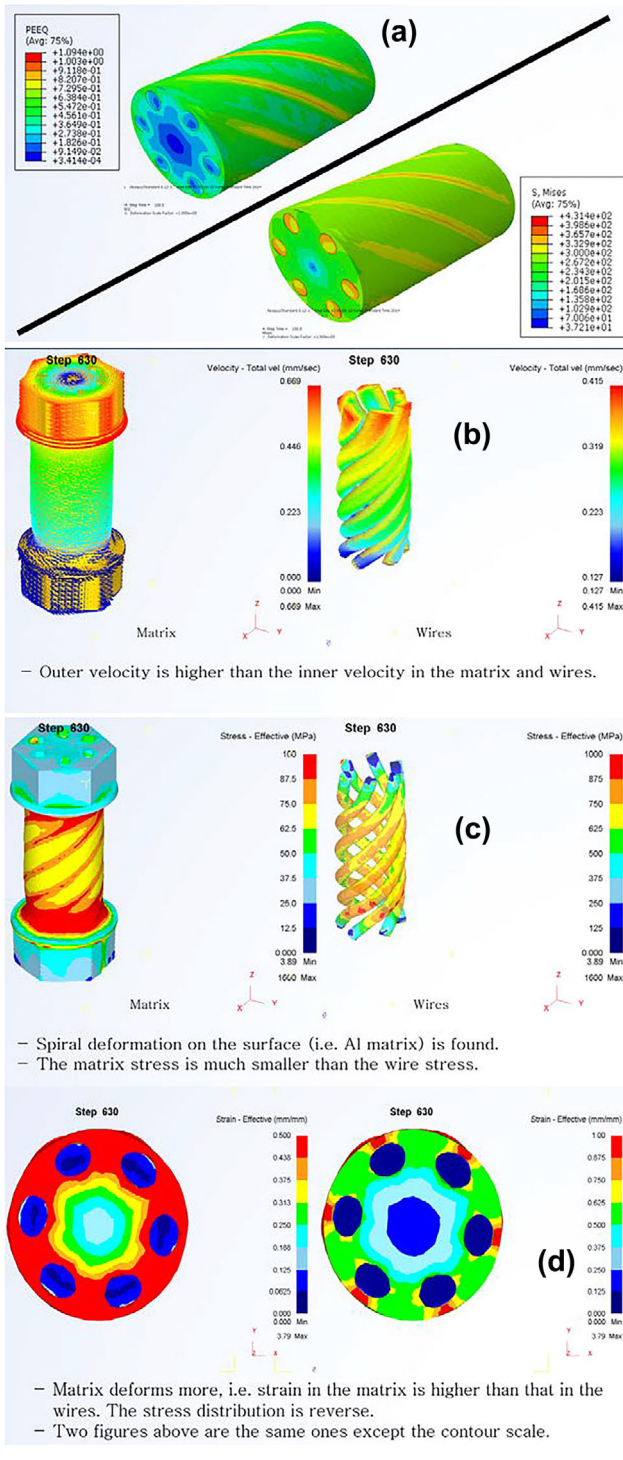 PEEQ
(Avg: 75%)
+1.094e+00
+1.003e+00
+9.118e-01
+8.207e-01
+7.295e-01
+6.384e-01
+5.472e-01
+4.561e-01
+3.649e-01
+2.738e-01
+1.826e-01
+9.149e-02
+3.414e-04
(a)
S, Mises
(Avg: 75%)
+4.314e+02
+3.986e+02
+3.657e+02
+3.329e+02
+3.000e+02
+2.672e+02
+2.343e+02
+2.015e+02
+1.686e+02
+1.358e+02
+1.029e+02
+7.006e+01
+3.721e+01
Step 630
Velocity - Total vel (mm/sec)
0.669
0.446
0.223
0.000
0.000 Min
0.669 Max
Z
X Y
Matrix
Step 630
(b)
Velocity - Total vel (mm/sec)
0.415
0.319
0.223
0.127
0.127 Min
0.415 Max
Z
X Y
Wires
– Outer velocity is higher than the inner velocity in the matrix and wires.
Step 630
Stress - Effective (MPa)
100
87.5
75.0
62.5
50.0
37.5
25.0
12.5
0.000
3.89 Min
1600 Max
Z
X Y
Matrix
Step 630
(c)
Stress - Effective (MPa)
1000
875
750
625
500
375
250
125
0.000
3.89 Min
1600 Max
Z
X Y
Wires
– Spiral deformation on the surface (i.e. Al matrix) is found.
– The matrix stress is much smaller than the wire stress.
Step 630
Strain - Effective (mm/mm)
0.500
0.438
0.375
0.313
0.250
0.188
0.125
0.0625
0.000
0.000 Min
3.79 Max
Y
Z X
Step 630
(d)
Strain - Effective (mm/mm)
1.00
0.875
0.750
0.625
0.500
0.375
0.250
0.125
0.000
0.000 Min
3.79 Max
Y
Z X
– Matrix deforms more, i.e. strain in the matrix is higher than that in the
wires. The stress distribution is reverse.
– Two figures above are the same ones except the contour scale.